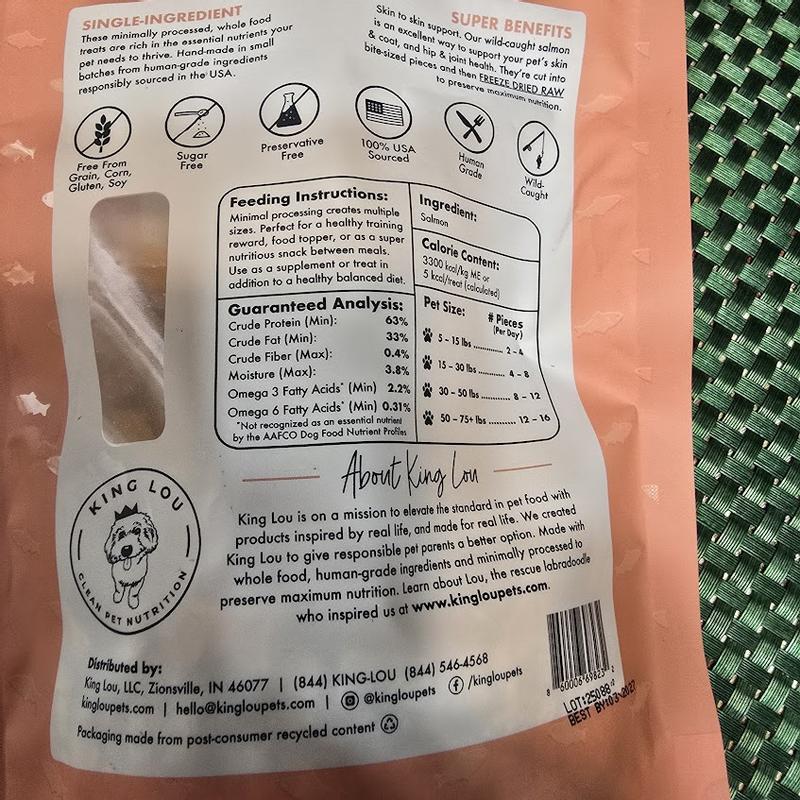 SINGLE-INGREDIENT
These minimally processed, whole food
treats are rich in the essential nutrients your
pet needs to thrive. Hand-made in small
batches from human-grade ingredients
responsibly sourced in the USA.
SUPER BENEFITS
Skin to skin support. Our wild-caught salmon
is an excellent way to support your pet's skin
& coat, and hip & joint health. They're cut into
bite-sized pieces and then FREEZE DRIED RAW
to preserve maximum nutrition.
Free From
Grain, Corn,
Gluten, Soy
Sugar
Free
Preservative
Free
100% USA
Sourced
Human
Grade
Wild-
Caught
Feeding Instructions:
Minimal processing creates multiple
sizes. Perfect for a healthy training
reward, food topper, or as a super
nutritious snack between meals.
Use as a supplement or treat in
addition to a healthy balanced diet.
Guaranteed Analysis:
Crude Protein (Min): 63%
Crude Fat (Min): 33%
Crude Fiber (Max): 0.4%
Moisture (Max): 3.8%
Omega 3 Fatty Acids* (Min) 2.2%
Omega 6 Fatty Acids* (Min) 0.31%
*Not recognized as an essential nutrient
by the AAFCO Dog Food Nutrient Profiles
Ingredient:
Salmon
Calorie Content:
3300 kcal/kg ME or
5 kcal/treat (calculated)
Pet Size: # Pieces
(Per Day)
5 - 15 lbs .......... 2 - 4
15 - 30 lbs .......... 4 - 8
30 - 50 lbs .......... 8 - 12
50 - 75+ lbs .......... 12 - 16
About King Lou
King Lou is on a mission to elevate the standard in pet food with
products inspired by real life, and made for real life. We created
King Lou to give responsible pet parents a better option. Made with
whole food, human-grade ingredients and minimally processed to
preserve maximum nutrition. Learn about Lou, the rescue labradoodle
who inspired us at www.kingloupets.com.
KING LOU
CLEAN PET NUTRITION
Distributed by:
King Lou, LLC, Zionsville, IN 46077 | (844) KING-LOU (844) 546-4568
kingloupets.com | hello@kingloupets.com | @kingloupets /kingloupets
Packaging made from post-consumer recycled content
8 60006 69823 2
LOT:25088
BEST BY:03-2027